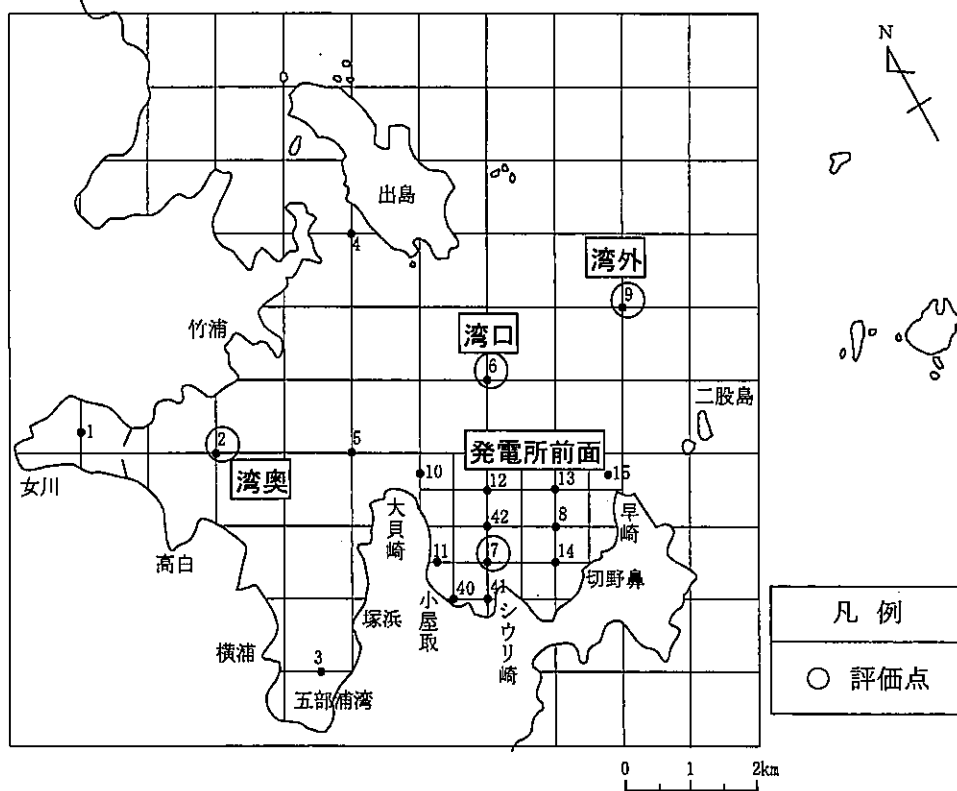 N
出島
4
湾外
9
竹浦
湾口
6
二股島
1
2
5
発電所前面
女川
湾奥
10
12
13
15
大貝崎
42
8
早崎
高白
11
7
14
切野鼻
40
41
小屋取
塚浜
シウリ崎
横浦
3
五部浦湾
凡例
○ 評価点
0 1 2km